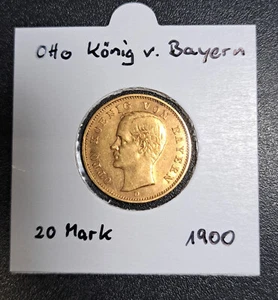 Otto König v. Bayern
OTTO KOENIG VON BAYERN
D
20 Mark 1900